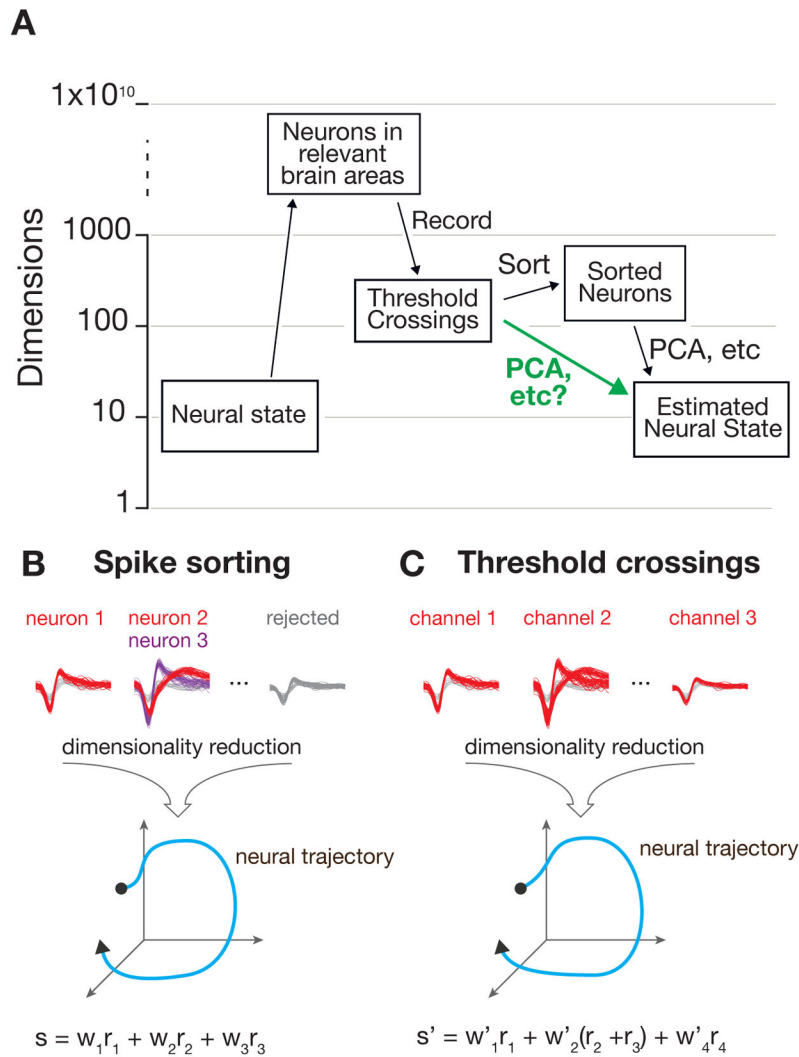 A
Dimensions
1x10¹⁰
1000
100
10
1
Neurons in
relevant
brain areas
Record
Threshold
Crossings
Sort
Sorted
Neurons
PCA, etc
PCA,
etc?
Neural state
Estimated
Neural State
B Spike sorting
neuron 1
neuron 2
neuron 3
...
rejected
dimensionality reduction
neural trajectory
s = w₁r₁ + w₂r₂ + w₃r₃
C Threshold crossings
channel 1
channel 2
...
channel 3
dimensionality reduction
neural trajectory
s’ = w’₁r₁ + w’₂(r₂ +r₃) + w’₄r₄